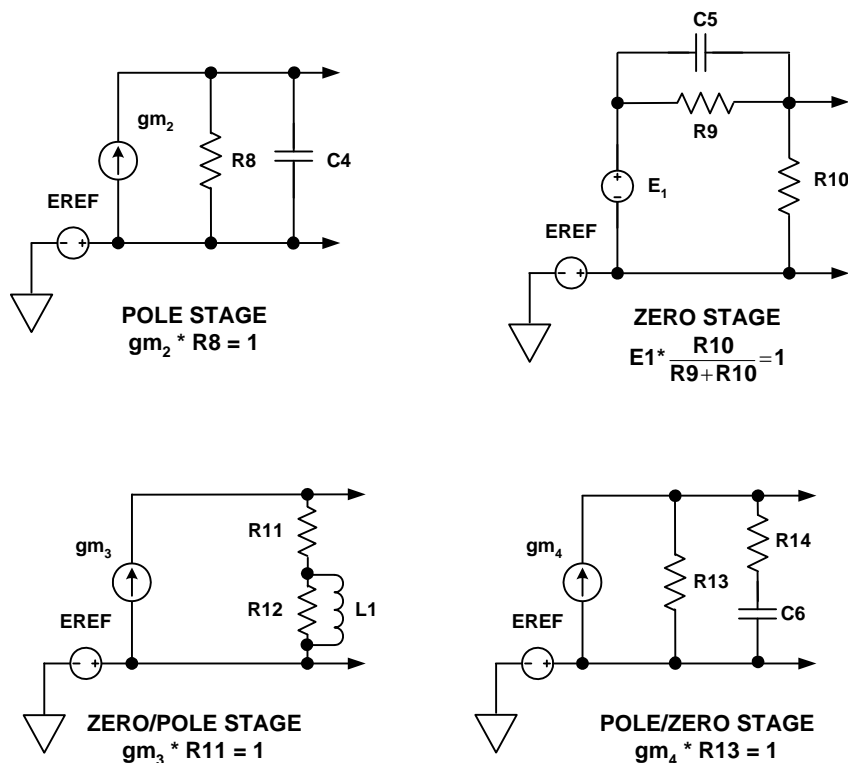 C5
gm2
R9
R8
C4
E1
R10
EREF
EREF
POLE STAGE
gm2 * R8 = 1
ZERO STAGE
E1* R10 / R9+R10 =1
R11
R14
gm3
gm4
R13
R12
L1
C6
EREF
EREF
ZERO/POLE STAGE
gm3 * R11 = 1
POLE/ZERO STAGE
gm4 * R13 = 1